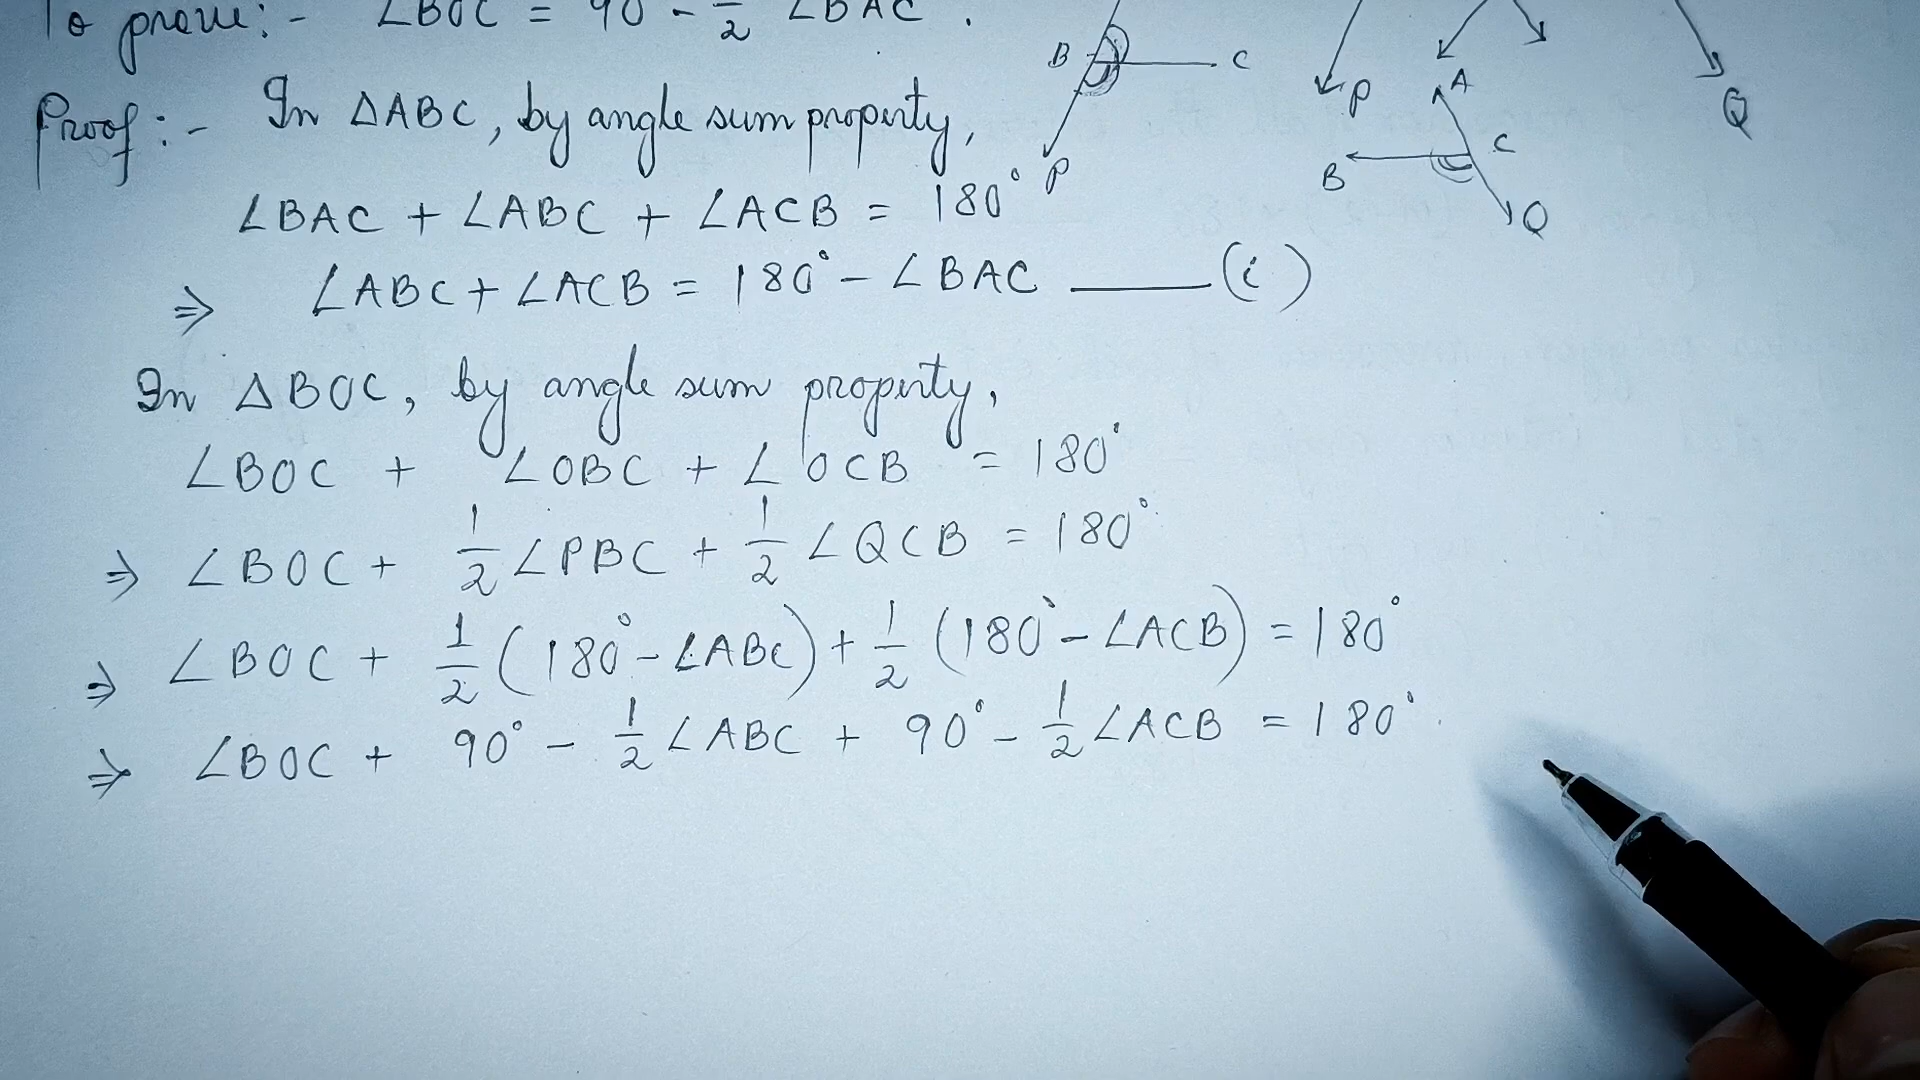 To prove:- ∠BOC = 90 - 1/2 ∠BAC.
Proof:- In ΔABC, by angle sum property,
∠BAC + ∠ABC + ∠ACB = 180°
⇒ ∠ABC + ∠ACB = 180° - ∠BAC ——— (i)
In ΔBOC, by angle sum property,
∠BOC + ∠OBC + ∠OCB = 180°
⇒ ∠BOC + 1/2 ∠PBC + 1/2 ∠QCB = 180°
⇒ ∠BOC + 1/2 (180° - ∠ABC) + 1/2 (180° - ∠ACB) = 180°
⇒ ∠BOC + 90° - 1/2 ∠ABC + 90° - 1/2 ∠ACB = 180°
B C
P
P Q
A
B C
Q